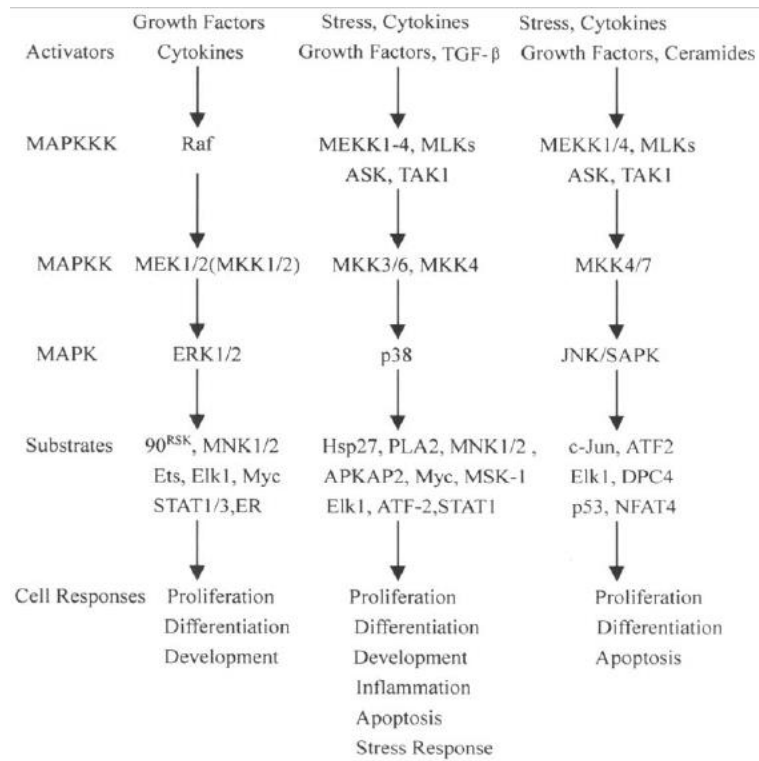 Growth Factors Stress, Cytokines Stress, Cytokines
Activators Cytokines Growth Factors, TGF-β Growth Factors, Ceramides
MAPKKK Raf MEKK1-4, MLKs MEKK1/4, MLKs
ASK, TAK1 ASK, TAK1
MAPKK MEK1/2(MKK1/2) MKK3/6, MKK4 MKK4/7
MAPK ERK1/2 p38 JNK/SAPK
Substrates 90RSK, MNK1/2 Hsp27, PLA2, MNK1/2 , c-Jun, ATF2
Ets, Elk1, Myc APKAP2, Myc, MSK-1 Elk1, DPC4
STAT1/3,ER Elk1, ATF-2,STAT1 p53, NFAT4
Cell Responses Proliferation Proliferation Proliferation
Differentiation Differentiation Differentiation
Development Development Apoptosis
Inflammation
Apoptosis
Stress Response